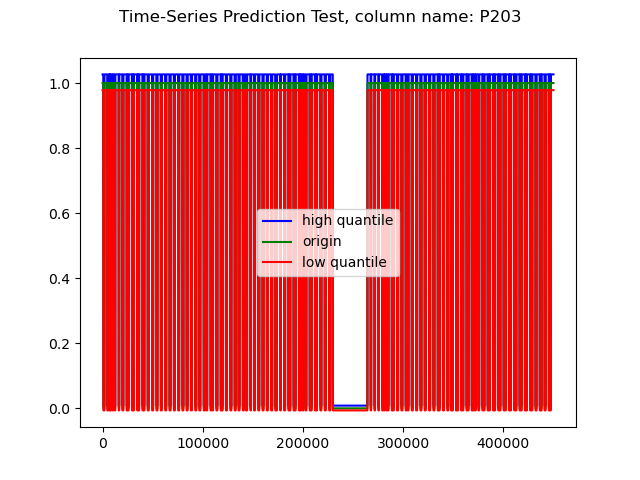 Time-Series Prediction Test, column name: P203
1.0
0.8
0.6
0.4
0.2
0.0
high quantile
origin
low quantile
0
100000
200000
300000
400000